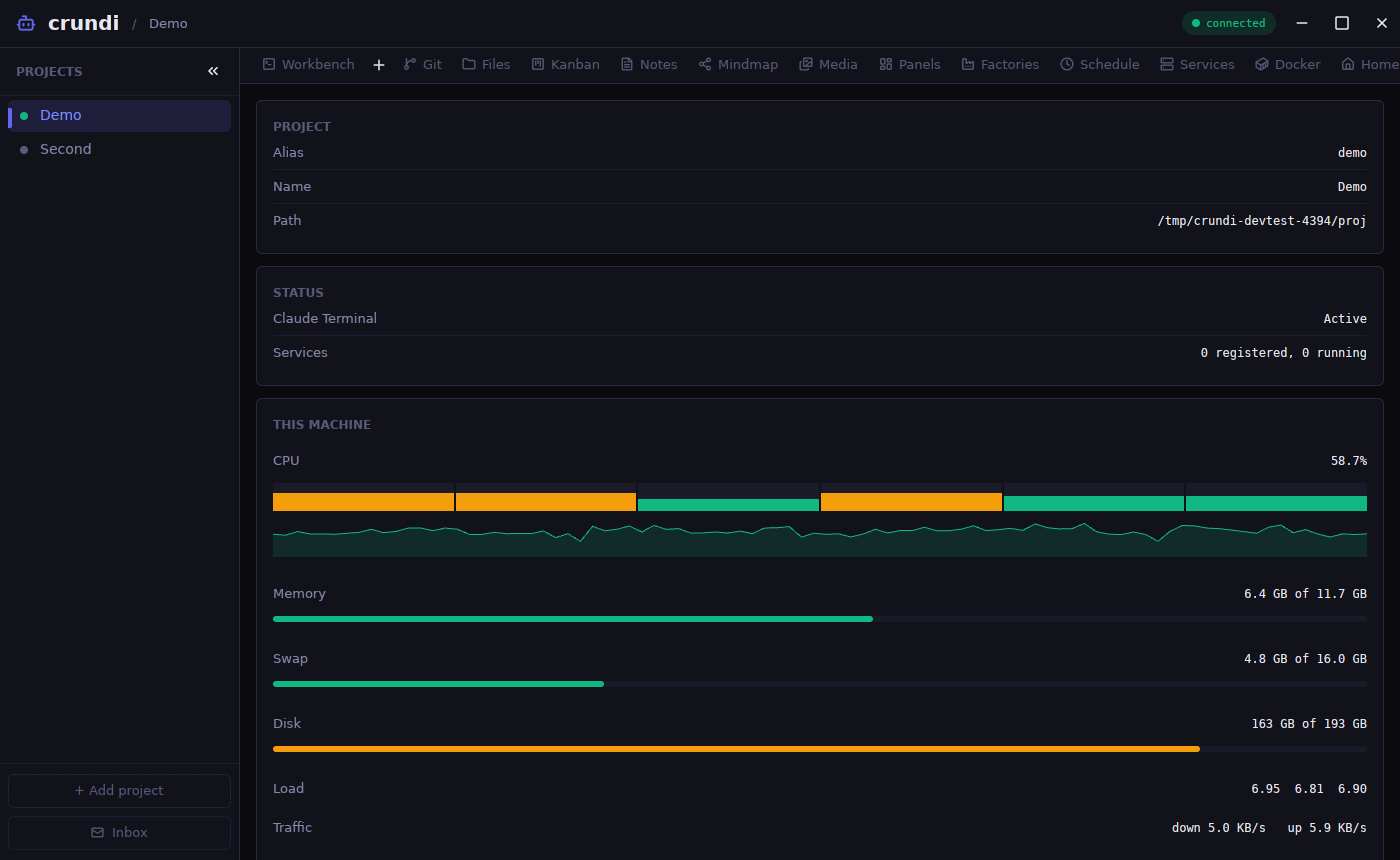 crundi / Demo
connected
PROJECTS
Workbench Git Files Kanban Notes Mindmap Media Panels Factories Schedule Services Docker Home
Demo
Second
+ Add project
Inbox
PROJECT
Alias demo
Name Demo
Path /tmp/crundi-devtest-4394/proj
STATUS
Claude Terminal Active
Services 0 registered, 0 running
THIS MACHINE
CPU 58.7%
Memory 6.4 GB of 11.7 GB
Swap 4.8 GB of 16.0 GB
Disk 163 GB of 193 GB
Load 6.95 6.81 6.90
Traffic down 5.0 KB/s up 5.9 KB/s